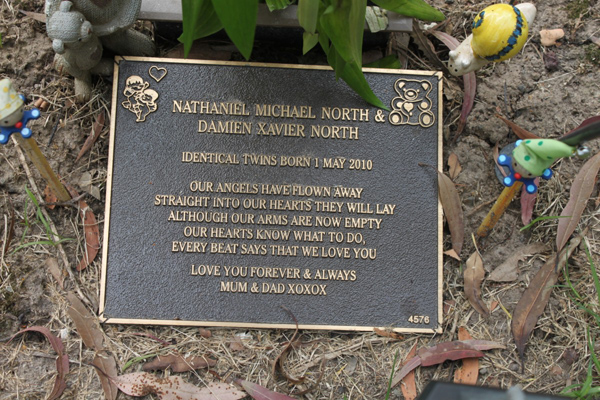 NATHANIEL MICHAEL NORTH &
DAMIEN XAVIER NORTH
IDENTICAL TWINS BORN 1 MAY 2010
OUR ANGELS HAVE FLOWN AWAY
STRAIGHT INTO OUR HEARTS THEY WILL LAY
ALTHOUGH OUR ARMS ARE NOW EMPTY
OUR HEARTS KNOW WHAT TO DO,
EVERY BEAT SAYS THAT WE LOVE YOU
LOVE YOU FOREVER & ALWAYS
MUM & DAD XOXOX
4576